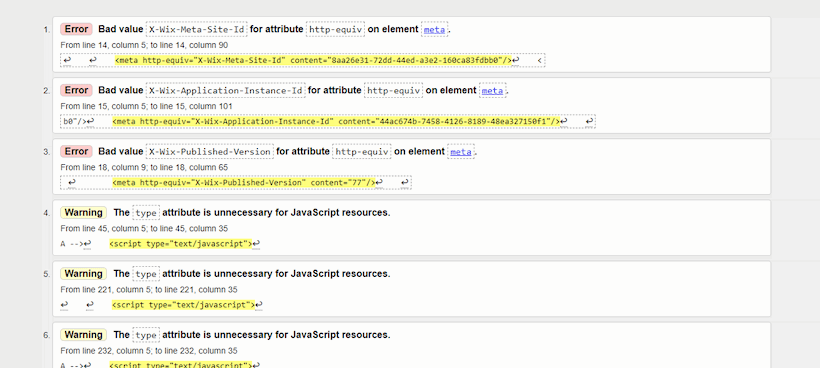 1. Error Bad value X-Wix-Meta-Site-Id for attribute http-equiv on element meta.
From line 14, column 5; to line 14, column 90
↩ ↩ <meta http-equiv="X-Wix-Meta-Site-Id" content="8aa26e31-72dd-44ed-a3e2-160ca83fdbb0"/>↩ <
2. Error Bad value X-Wix-Application-Instance-Id for attribute http-equiv on element meta.
From line 15, column 5; to line 15, column 101
b0"/>↩ <meta http-equiv="X-Wix-Application-Instance-Id" content="44ac674b-7458-4126-8189-48ea327150f1"/>↩ ↩
3. Error Bad value X-Wix-Published-Version for attribute http-equiv on element meta.
From line 18, column 9; to line 18, column 65
↩ <meta http-equiv="X-Wix-Published-Version" content="77"/>↩ ↩
4. Warning The type attribute is unnecessary for JavaScript resources.
From line 45, column 5; to line 45, column 35
A -->↩ <script type="text/javascript">↩
5. Warning The type attribute is unnecessary for JavaScript resources.
From line 221, column 5; to line 221, column 35
↩ ↩ <script type="text/javascript">↩
6. Warning The type attribute is unnecessary for JavaScript resources.
From line 232, column 5; to line 232, column 35
A -->↩ <script type="text/javascript">↩